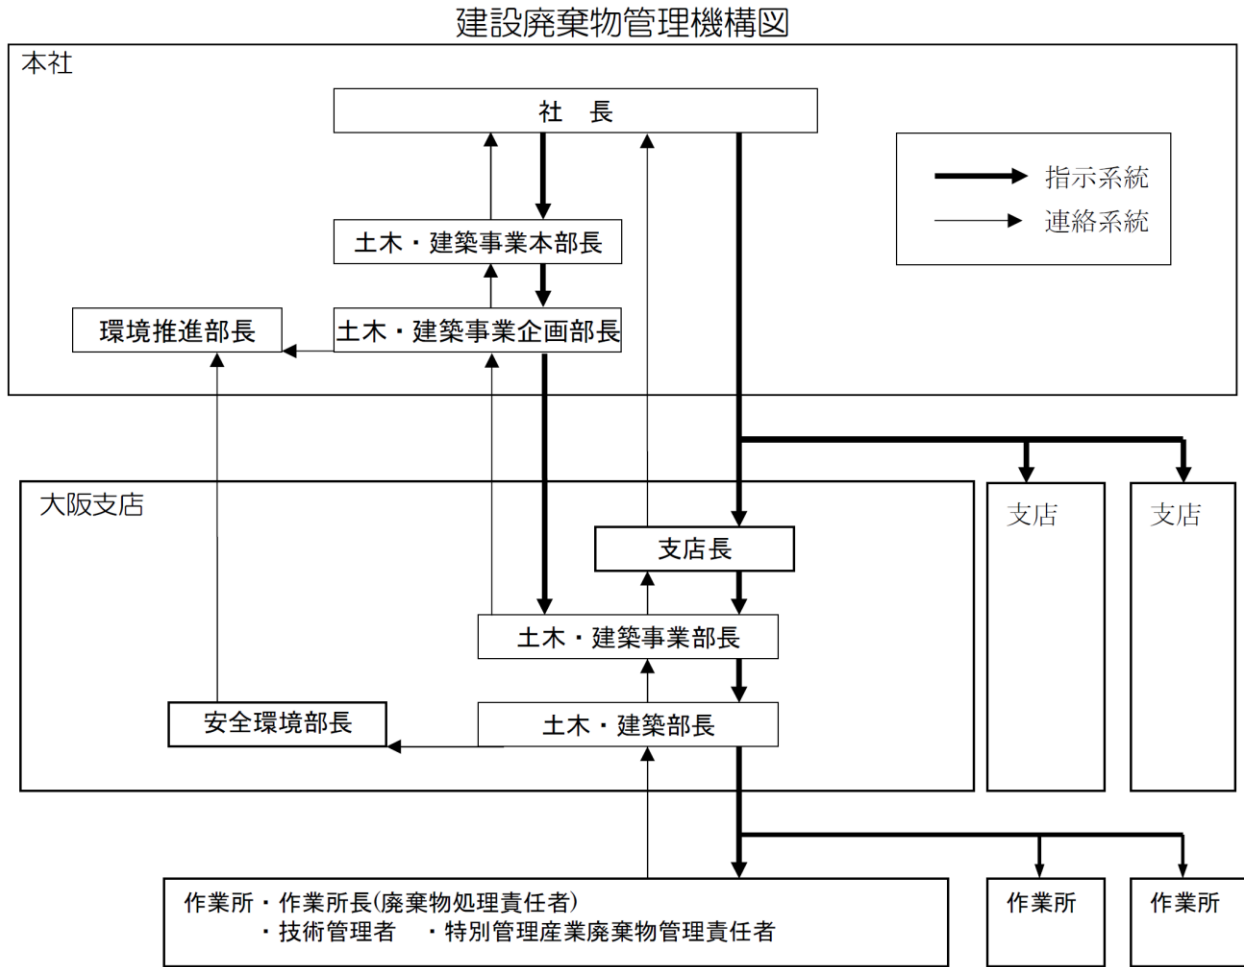 建設廃棄物管理機構図
本社
社　長
指示系統
連絡系統
土木・建築事業本部長
環境推進部長
土木・建築事業企画部長
大阪支店
支店
支店
支店長
土木・建築事業部長
安全環境部長
土木・建築部長
作業所・作業所長(廃棄物処理責任者)
・技術管理者　・特別管理産業廃棄物管理責任者
作業所
作業所